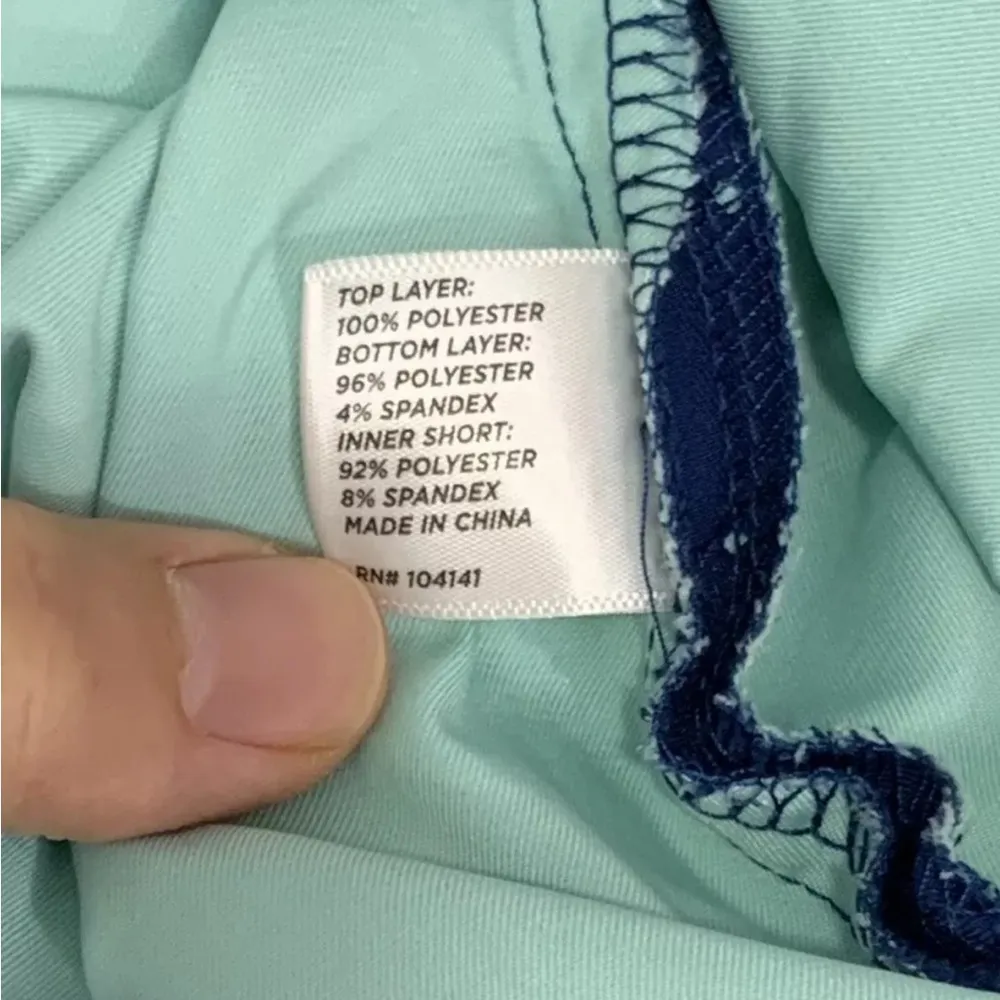 TOP LAYER:
100% POLYESTER
BOTTOM LAYER:
96% POLYESTER
4% SPANDEX
INNER SHORT:
92% POLYESTER
8% SPANDEX
MADE IN CHINA
RN# 104141